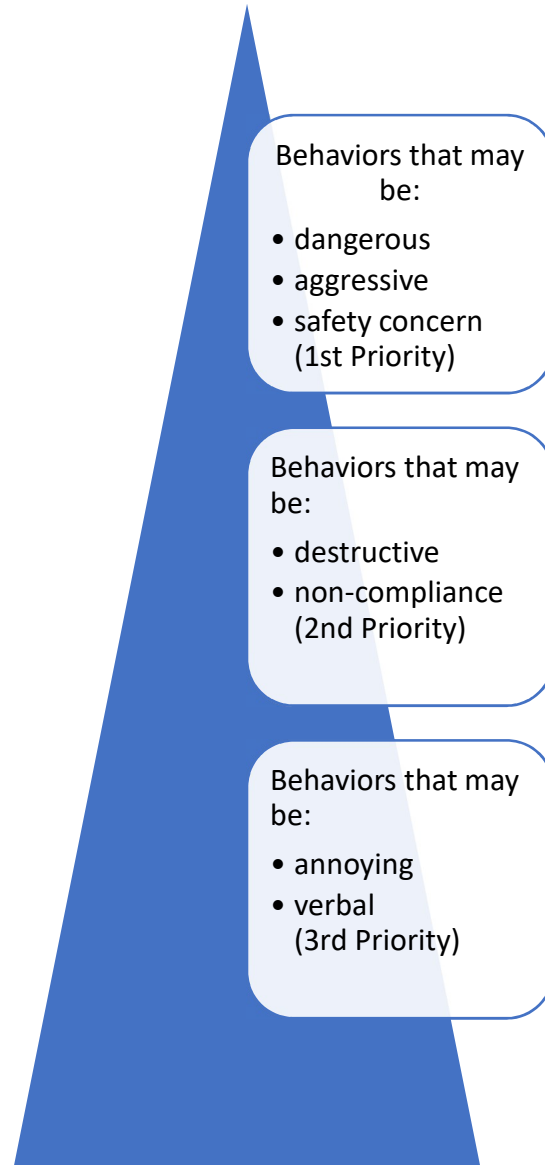 Behaviors that may
be:
• dangerous
• aggressive
• safety concern
(1st Priority)
Behaviors that may
be:
• destructive
• non-compliance
(2nd Priority)
Behaviors that may
be:
• annoying
• verbal
(3rd Priority)